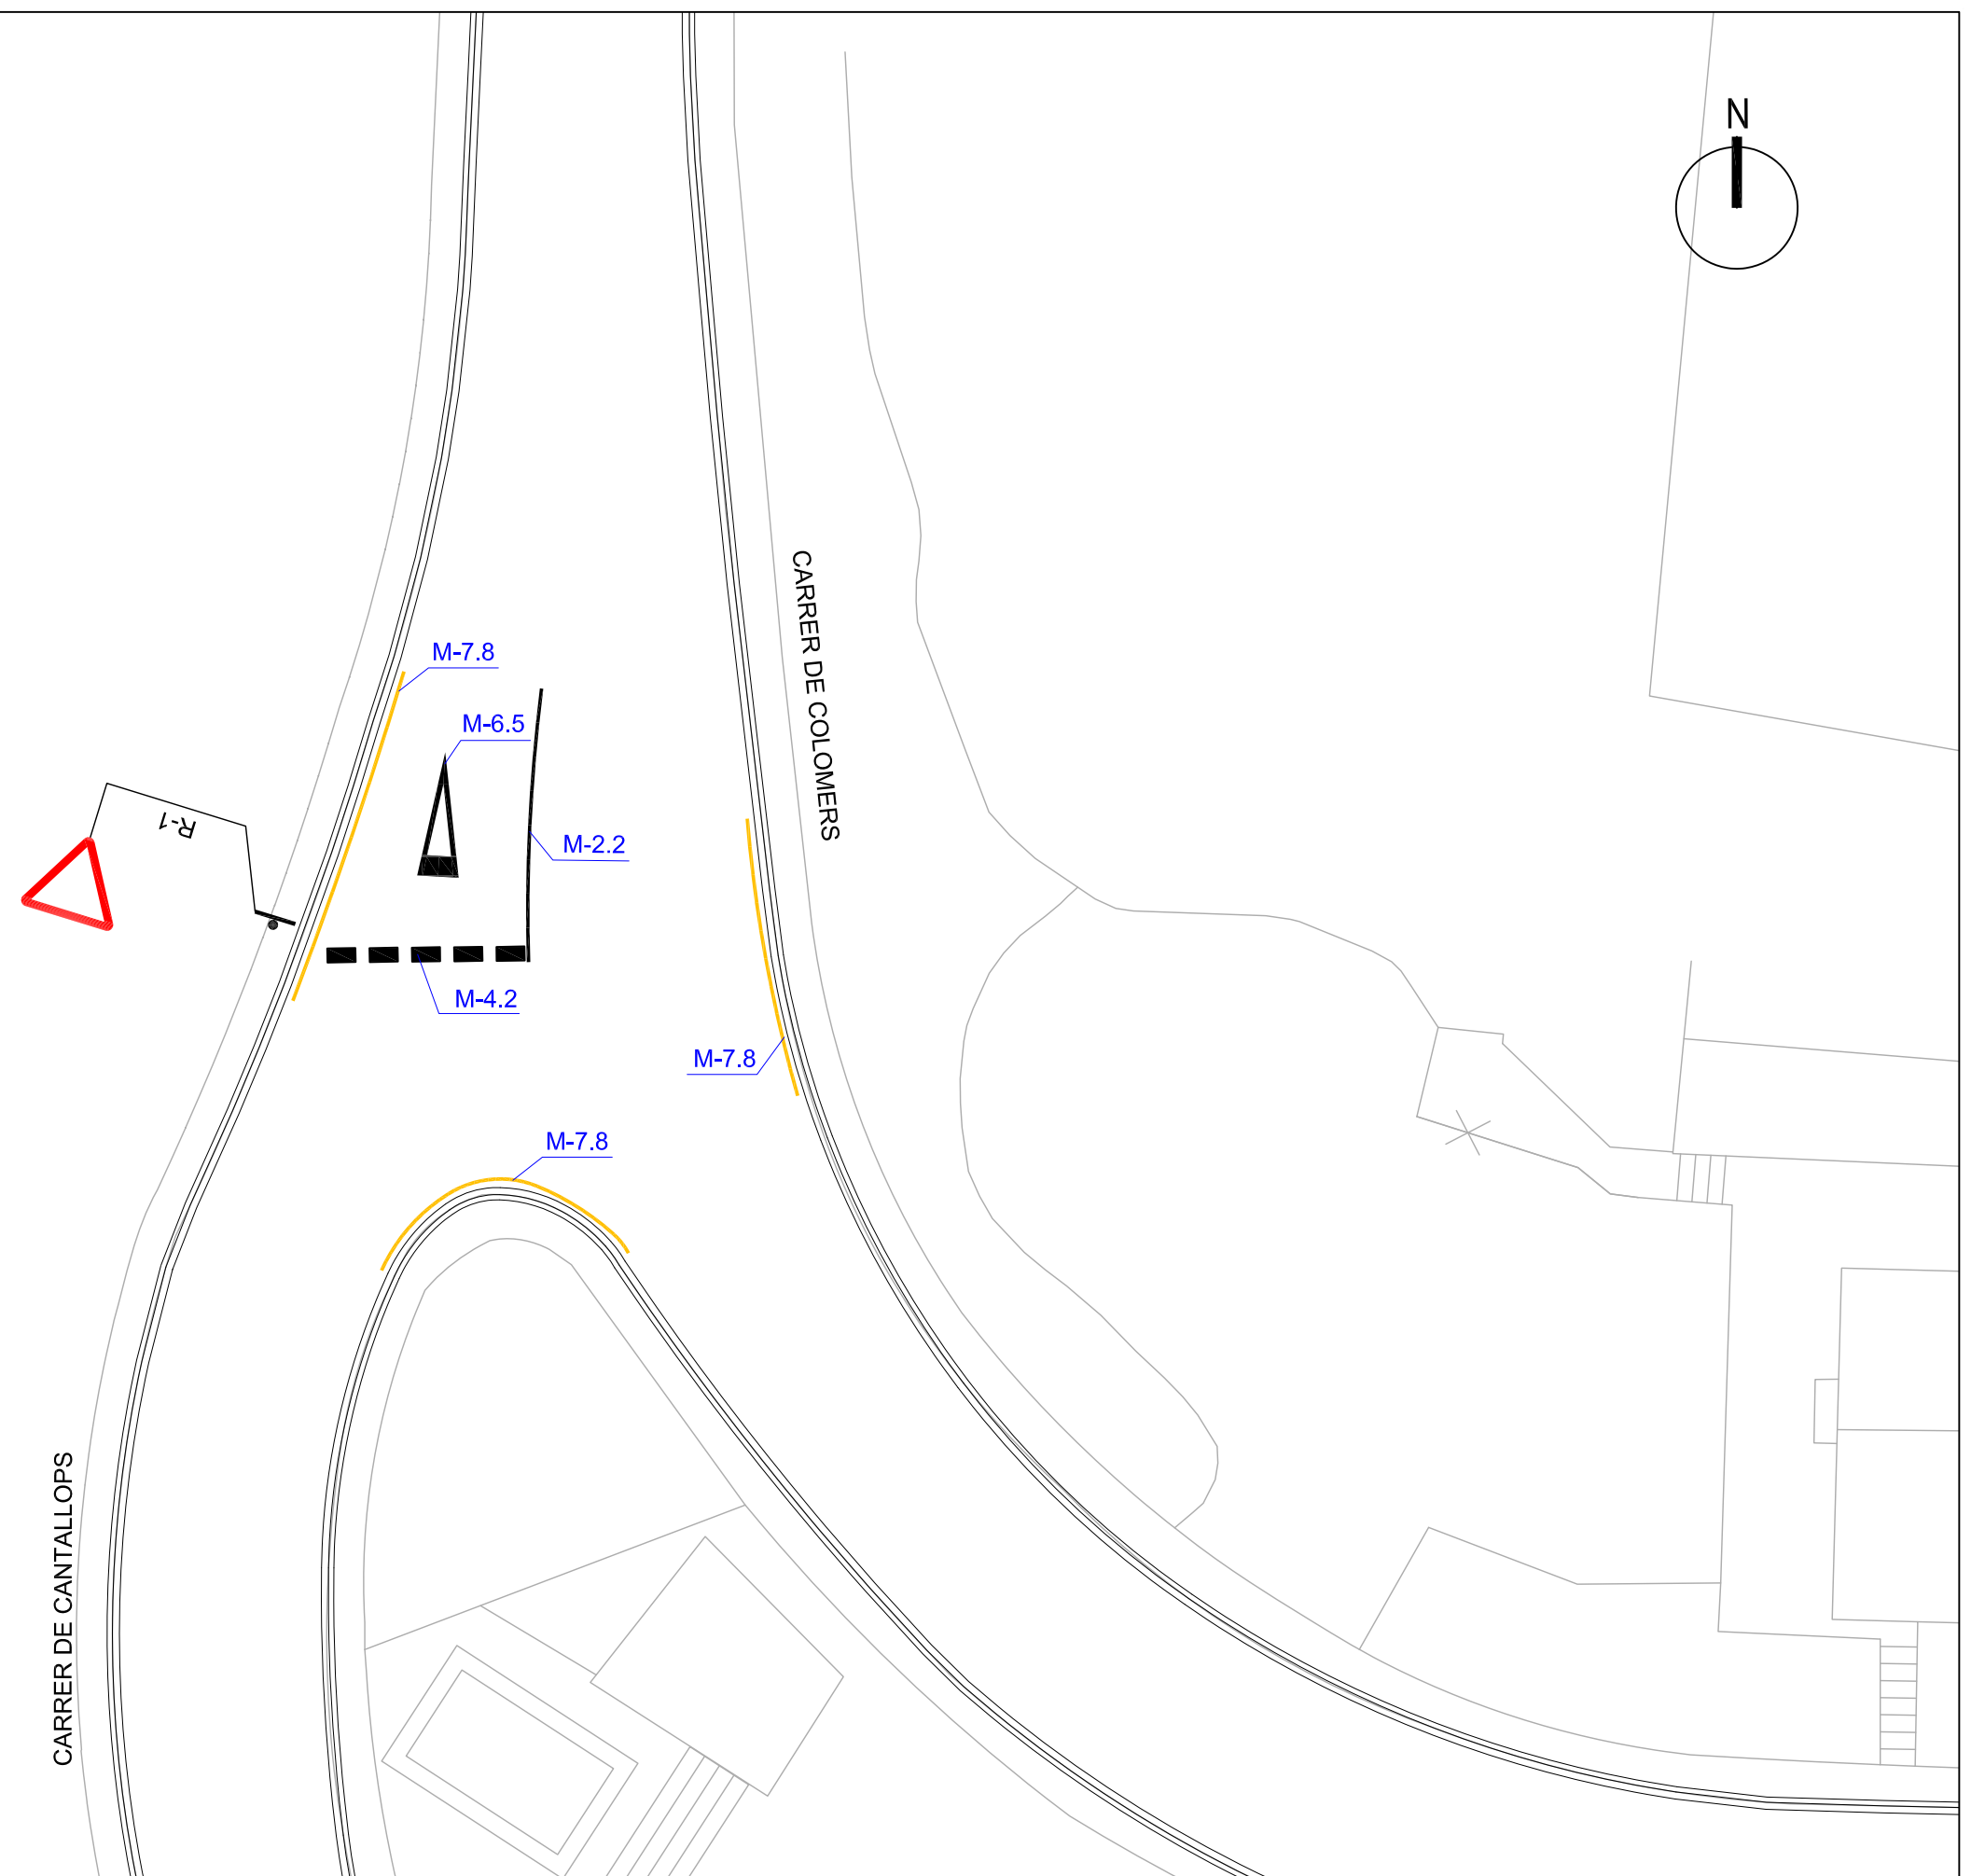 N
CARRER DE COLOMERS
M-7.8
M-6.5
R-1
M-2.2
M-4.2
M-7.8
M-7.8
CARRER DE CANTALLOPS